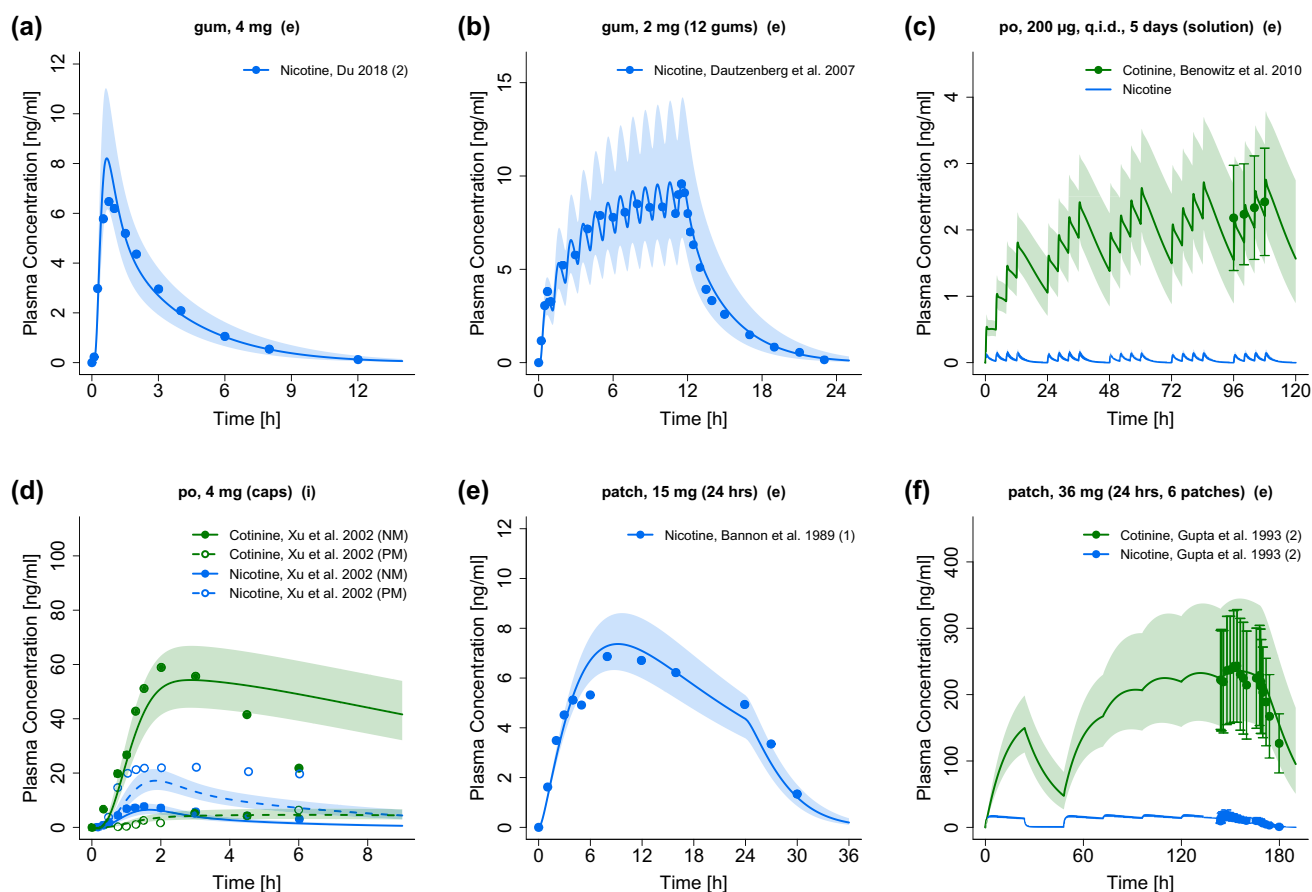 (a)
gum, 4 mg (e)
Nicotine, Du 2018 (2)
Plasma Concentration [ng/ml]
12
10
8
6
4
2
0
0 3 6 9 12
Time [h]
(b)
gum, 2 mg (12 gums) (e)
Nicotine, Dautzenberg et al. 2007
Plasma Concentration [ng/ml]
15
10
5
0
0 6 12 18 24
Time [h]
(c)
po, 200 µg, q.i.d., 5 days (solution) (e)
Cotinine, Benowitz et al. 2010
Nicotine
Plasma Concentration [ng/ml]
4
3
2
1
0
0 24 48 72 96 120
Time [h]
(d)
po, 4 mg (caps) (i)
Cotinine, Xu et al. 2002 (NM)
Cotinine, Xu et al. 2002 (PM)
Nicotine, Xu et al. 2002 (NM)
Nicotine, Xu et al. 2002 (PM)
Plasma Concentration [ng/ml]
100
80
60
40
20
0
0 2 4 6 8
Time [h]
(e)
patch, 15 mg (24 hrs) (e)
Nicotine, Bannon et al. 1989 (1)
Plasma Concentration [ng/ml]
12
10
8
6
4
2
0
0 6 12 18 24 30 36
Time [h]
(f)
patch, 36 mg (24 hrs, 6 patches) (e)
Cotinine, Gupta et al. 1993 (2)
Nicotine, Gupta et al. 1993 (2)
Plasma Concentration [ng/ml]
400
300
200
100
0
0 60 120 180
Time [h]